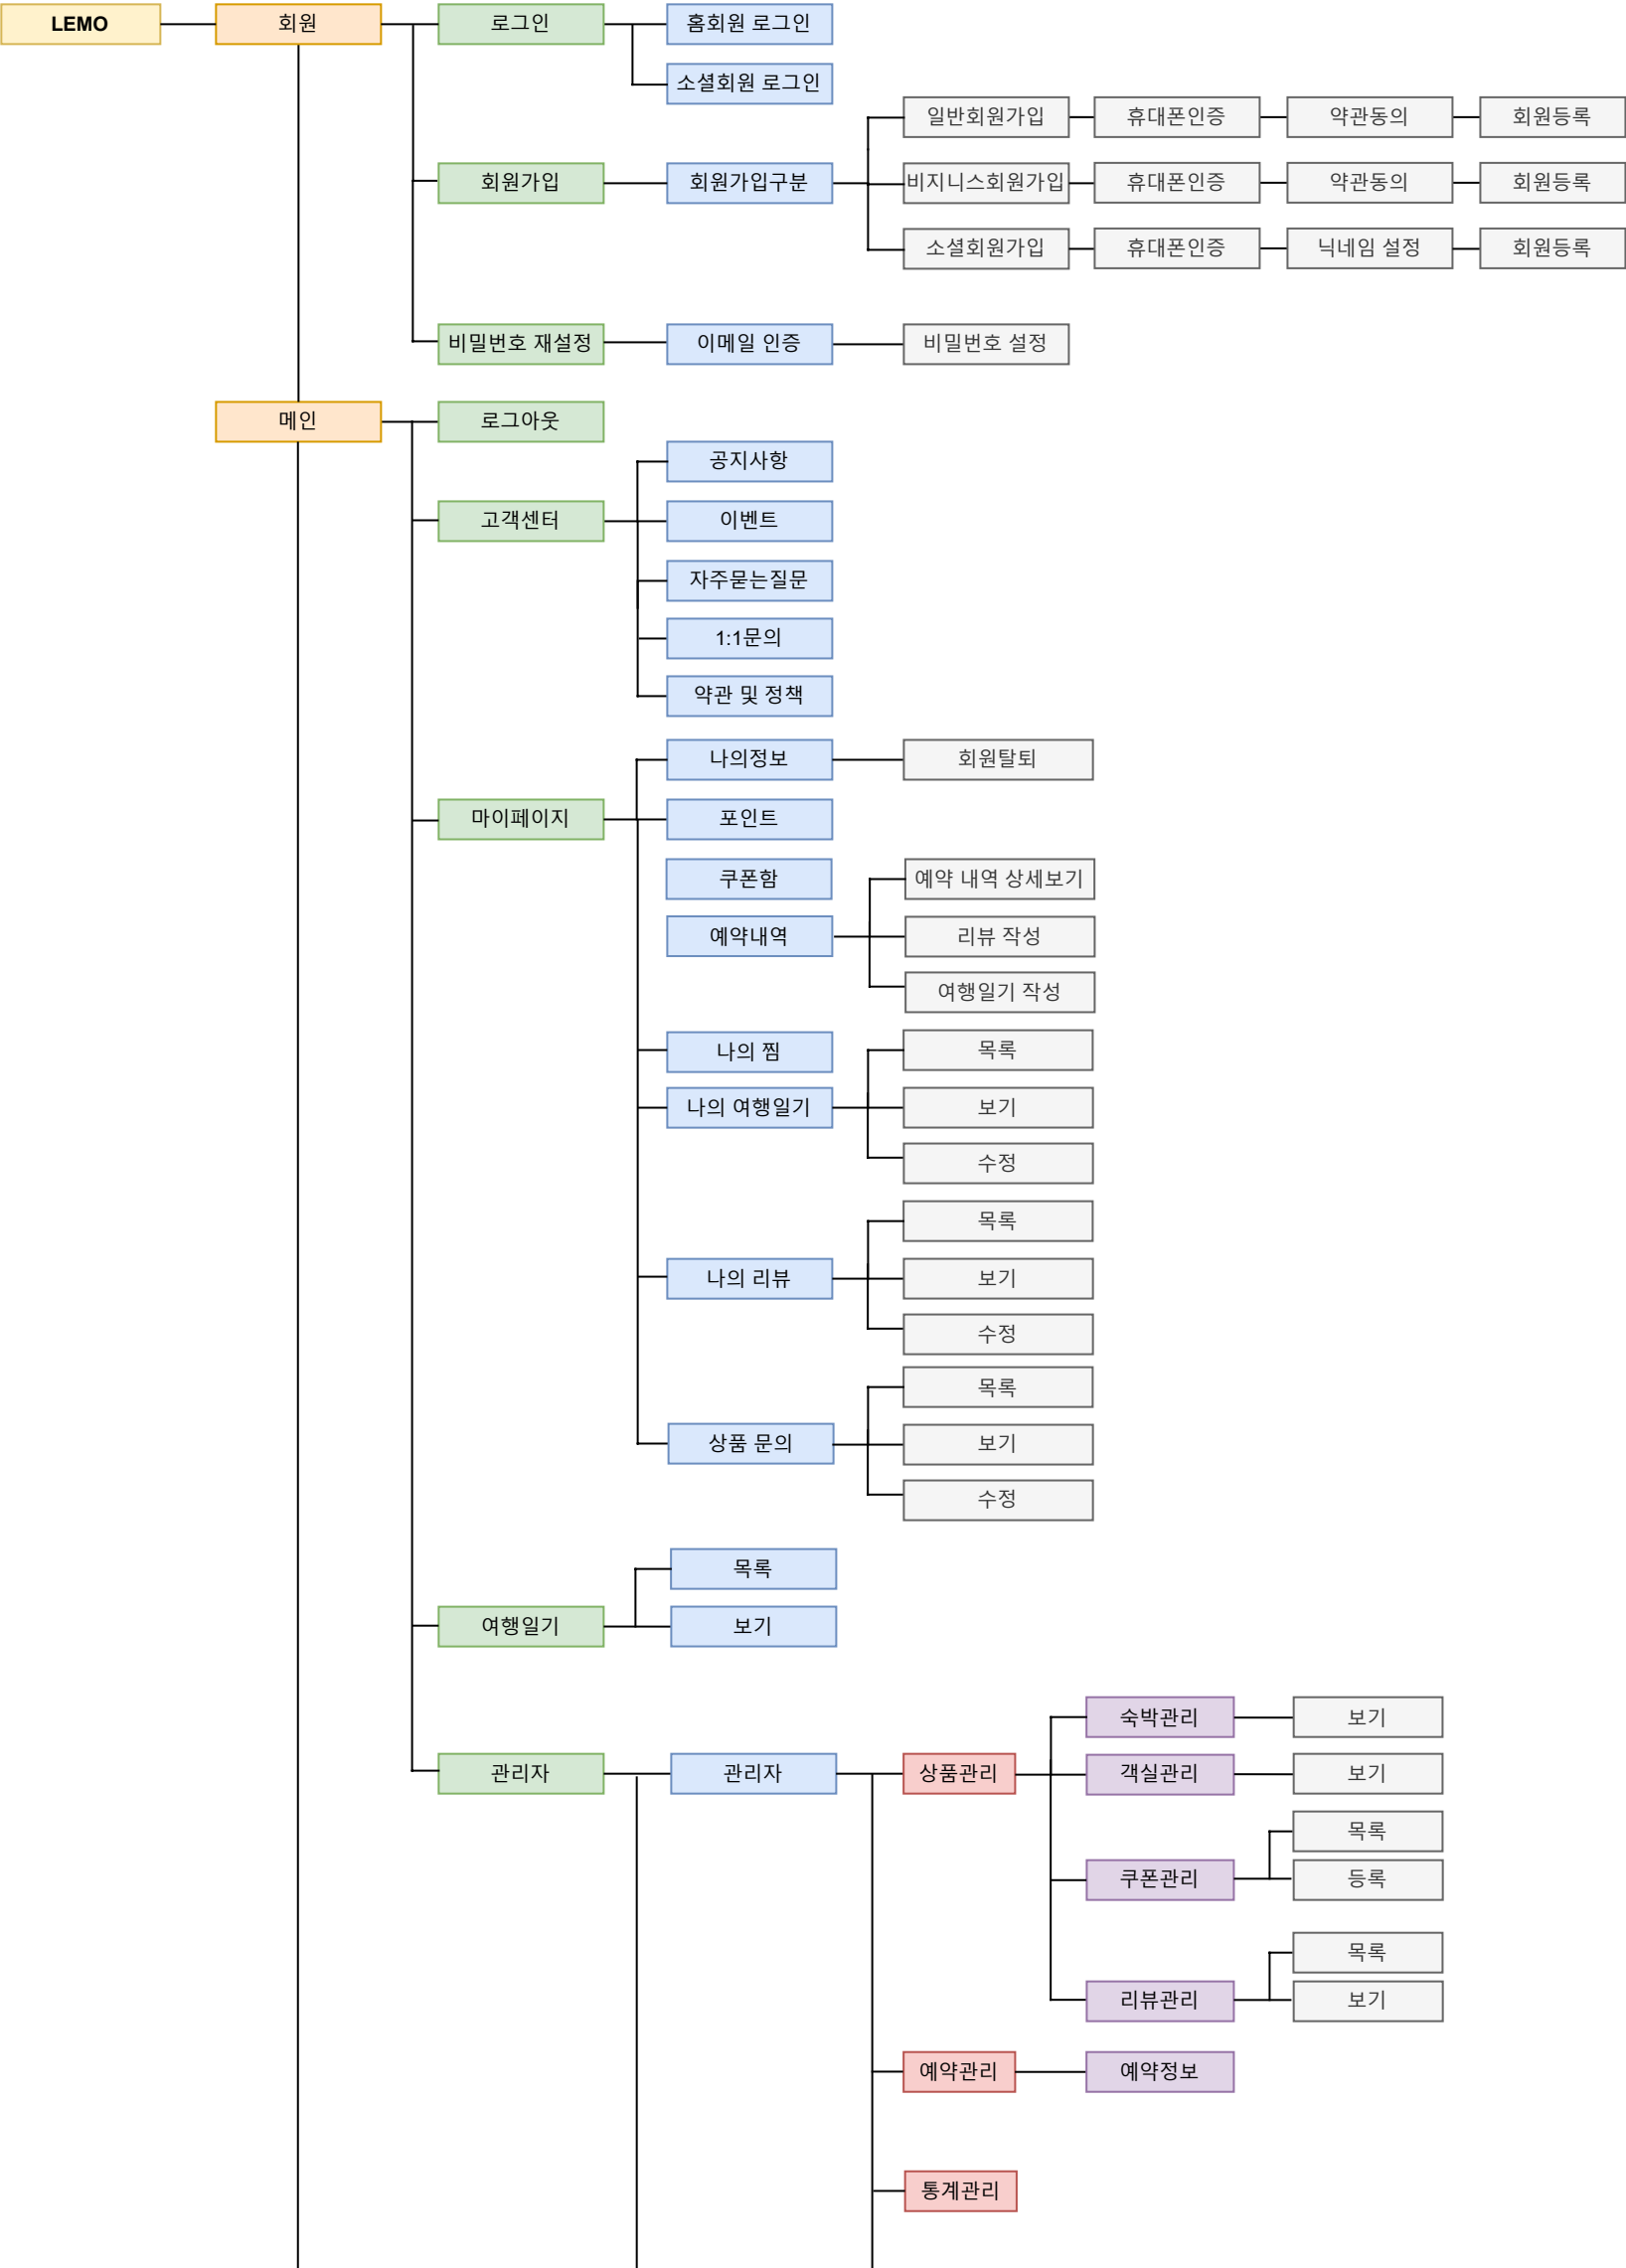 LEMO
회원
로그인
홈회원 로그인
소셜회원 로그인
일반회원가입
휴대폰인증
약관동의
회원등록
회원가입
회원가입구분
비지니스회원가입
휴대폰인증
약관동의
회원등록
소셜회원가입
휴대폰인증
닉네임 설정
회원등록
비밀번호 재설정
이메일 인증
비밀번호 설정
메인
로그아웃
공지사항
고객센터
이벤트
자주묻는질문
1:1문의
약관 및 정책
나의정보
회원탈퇴
마이페이지
포인트
쿠폰함
예약 내역 상세보기
예약내역
리뷰 작성
여행일기 작성
나의 찜
목록
나의 여행일기
보기
수정
목록
나의 리뷰
보기
수정
목록
상품 문의
보기
수정
목록
여행일기
보기
숙박관리
보기
관리자
관리자
상품관리
객실관리
보기
목록
쿠폰관리
등록
목록
리뷰관리
보기
예약관리
예약정보
통계관리